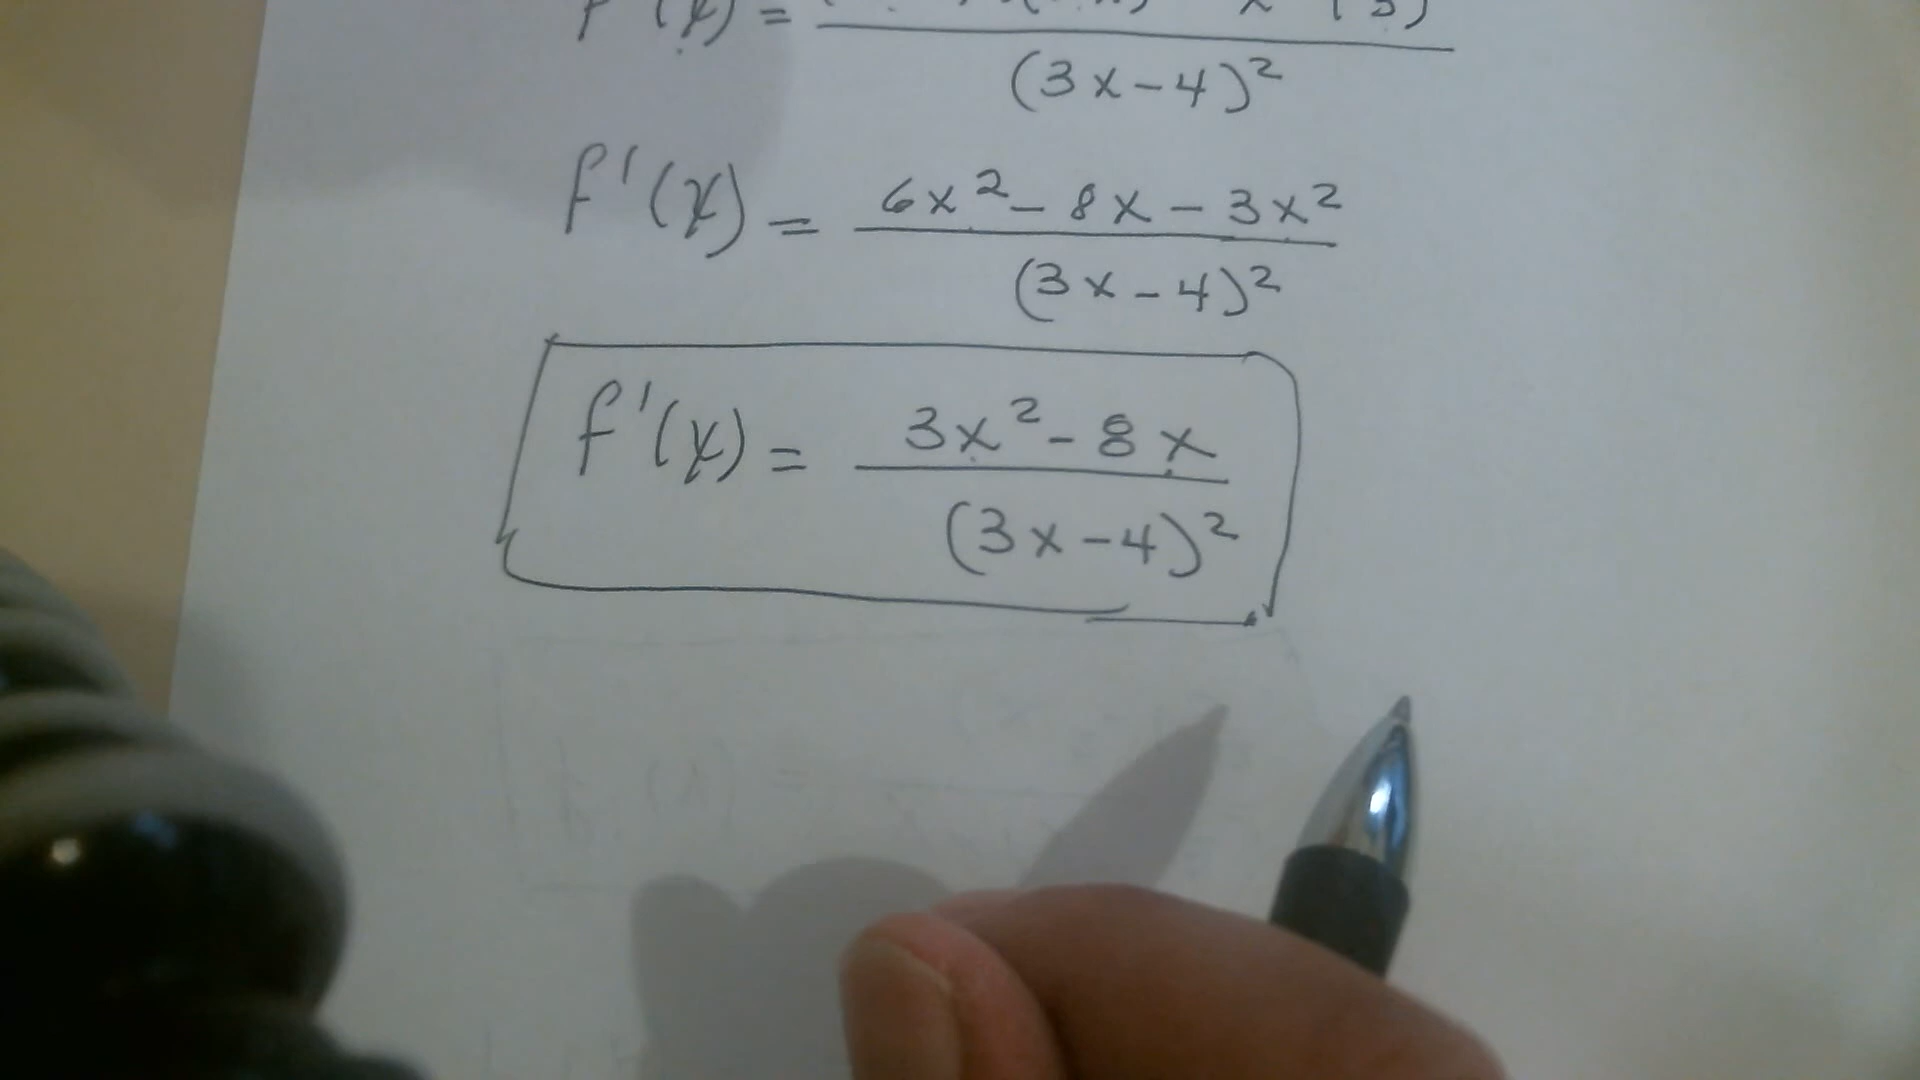 f'(x) =
(3x-4)²
f'(x) = 6x² - 8x - 3x²
(3x-4)²
f'(x) = 3x² - 8x
(3x-4)²